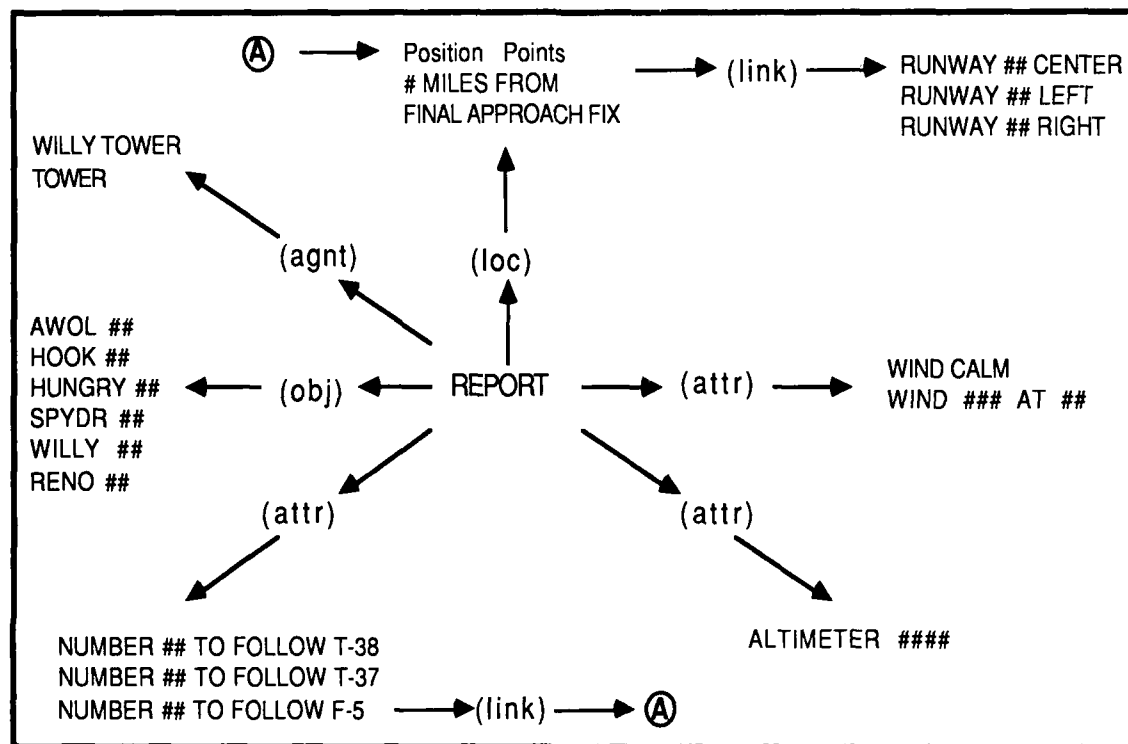 A
Position Points
# MILES FROM
FINAL APPROACH FIX
(link)
RUNWAY ## CENTER
RUNWAY ## LEFT
RUNWAY ## RIGHT
WILLY TOWER
TOWER
(agnt)
(loc)
AWOL ##
HOOK ##
HUNGRY ##
SPYDR ##
WILLY ##
RENO ##
(obj)
REPORT
(attr)
WIND CALM
WIND ### AT ##
(attr)
(attr)
NUMBER ## TO FOLLOW T-38
NUMBER ## TO FOLLOW T-37
NUMBER ## TO FOLLOW F-5
(link)
A
ALTIMETER ####